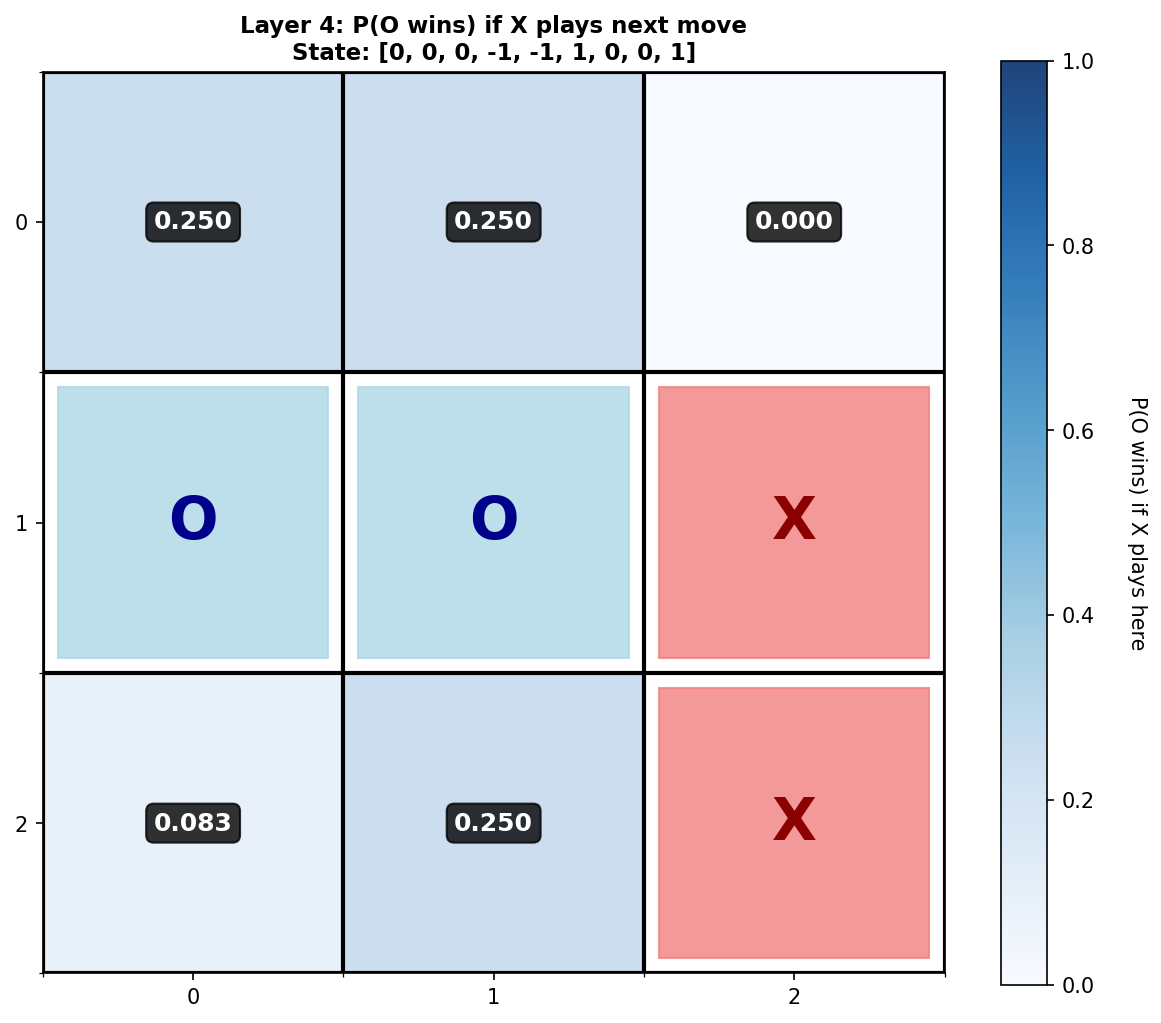 Layer 4: P(O wins) if X plays next move
State: [0, 0, 0, -1, -1, 1, 0, 0, 1]
0.250 0.250 0.000
O O X
0.083 0.250 X
0
1
2
0 1 2
1.0
0.8
0.6
0.4
0.2
0.0
P(O wins) if X plays here